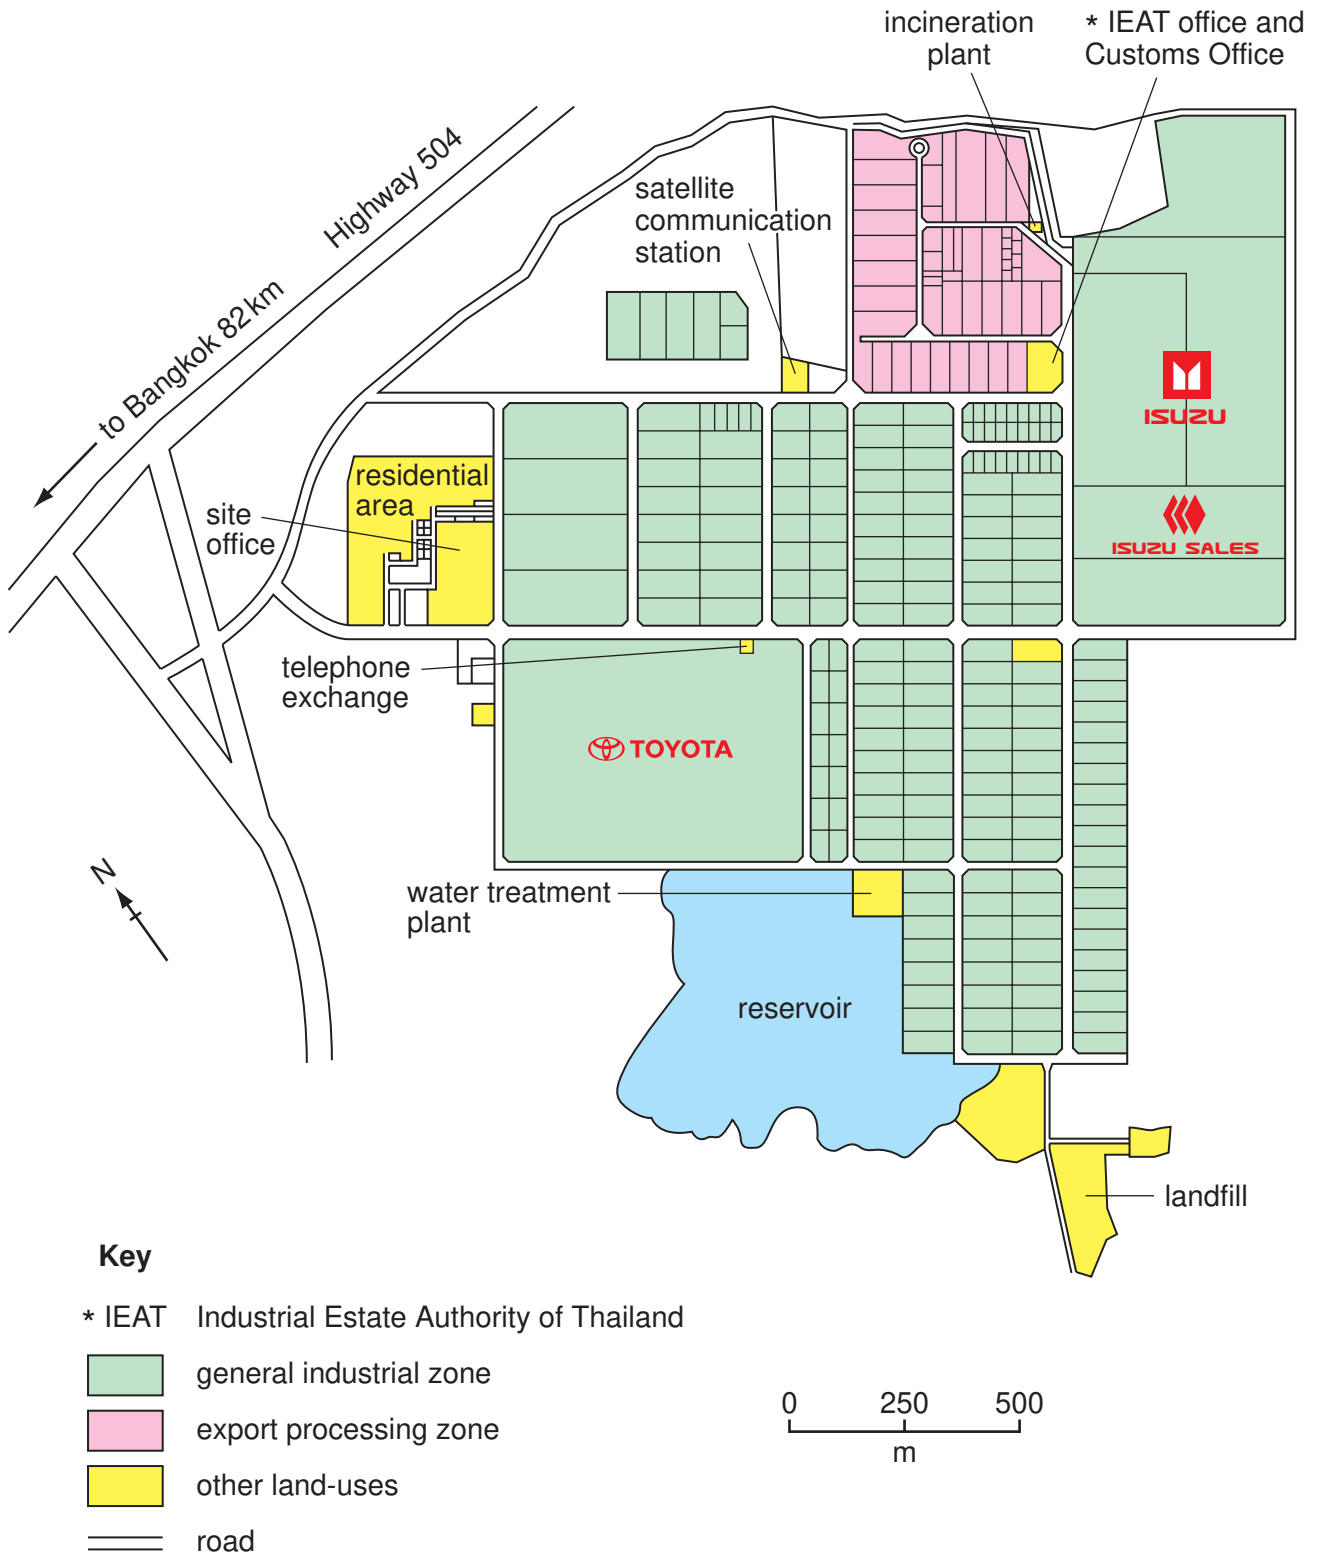 incineration
plant
* IEAT office and
Customs Office
Highway 504
satellite
communication
station
to Bangkok 82 km
ISUZU
residential
area
site
office
ISUZU SALES
telephone
exchange
TOYOTA
N
water treatment
plant
reservoir
landfill
Key
* IEAT Industrial Estate Authority of Thailand
general industrial zone
export processing zone
other land-uses
road
0 250 500
m